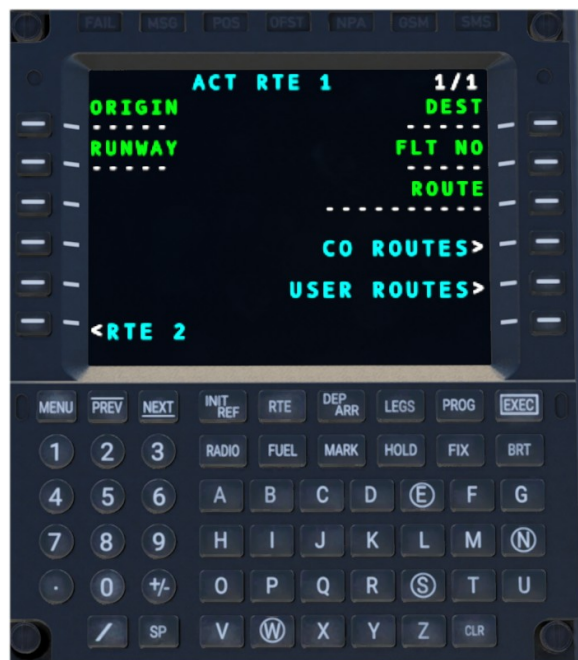 FAIL MSG POS OFST NPA GSM SMS
ACT RTE 1 1/1
ORIGIN DEST
----- -----
RUNWAY FLT NO
----- -----
ROUTE
----------
CO ROUTES>
USER ROUTES>
<RTE 2
MENU PREV NEXT INIT REF RTE DEP ARR LEGS PROG EXEC
1 2 3 RADIO FUEL MARK HOLD FIX BRT
4 5 6 A B C D E F G
7 8 9 H I J K L M N
. 0 +/- O P Q R S T U
/ SP V W X Y Z CLR